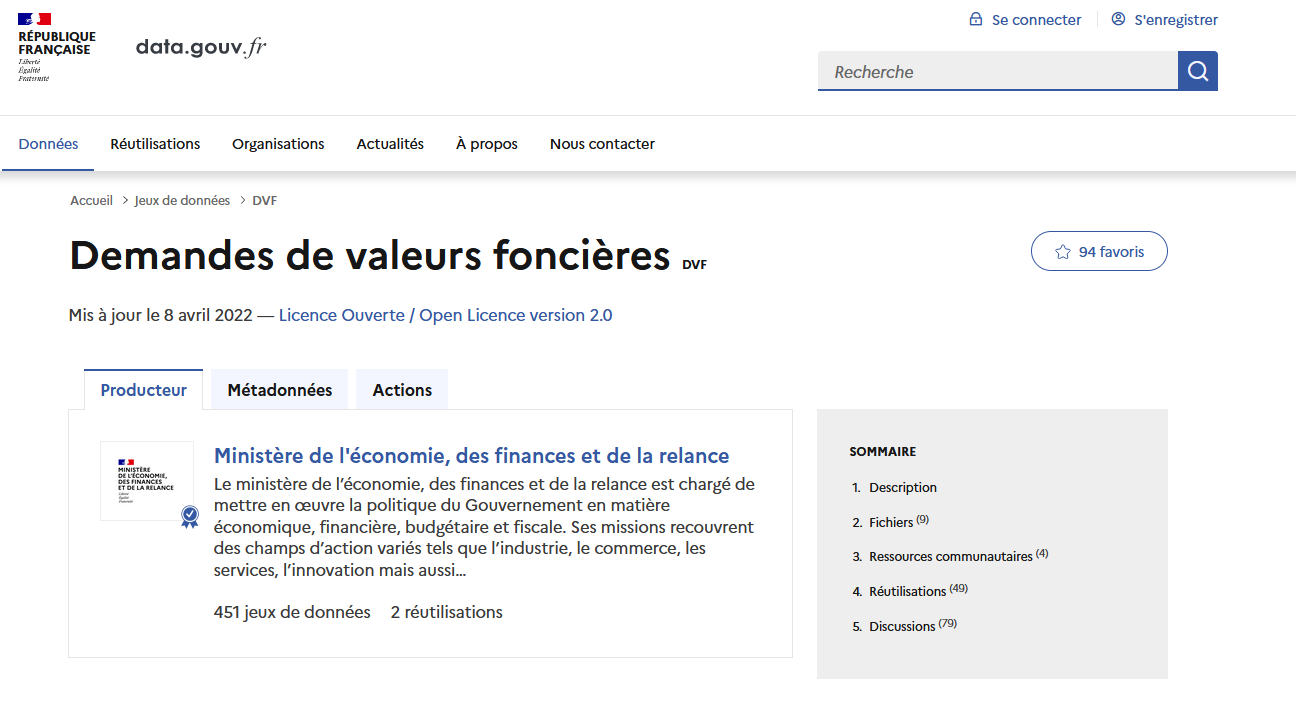 RÉPUBLIQUE
FRANÇAISE
Liberté
Égalité
Fraternité
data.gouv.fr
Se connecter
S'enregistrer
Recherche
Données
Réutilisations
Organisations
Actualités
À propos
Nous contacter
Accueil > Jeux de données > DVF
Demandes de valeurs foncières DVF
94 favoris
Mis à jour le 8 avril 2022 — Licence Ouverte / Open Licence version 2.0
Producteur
Métadonnées
Actions
MINISTÈRE
DE L'ÉCONOMIE,
DES FINANCES
ET DE LA RELANCE
Liberté
Égalité
Fraternité
Ministère de l'économie, des finances et de la relance
Le ministère de l’économie, des finances et de la relance est chargé de
mettre en œuvre la politique du Gouvernement en matière
économique, financière, budgétaire et fiscale. Ses missions recouvrent
des champs d’action variés tels que l’industrie, le commerce, les
services, l’innovation mais aussi…
451 jeux de données 2 réutilisations
SOMMAIRE
1. Description
2. Fichiers (9)
3. Ressources communautaires (4)
4. Réutilisations (49)
5. Discussions (79)